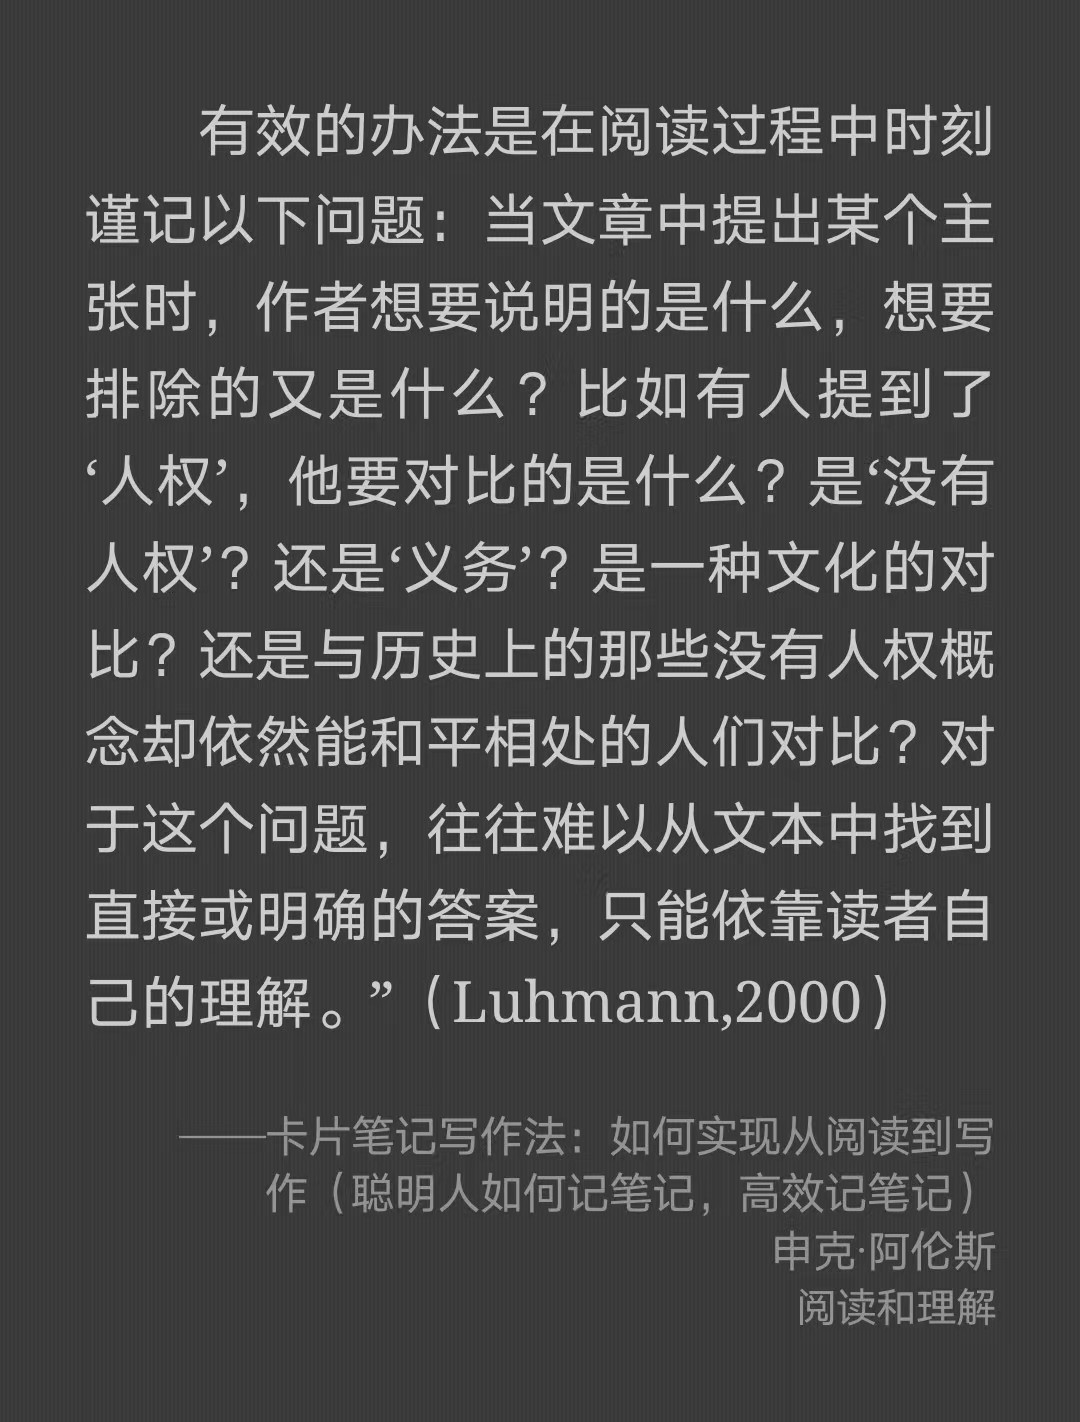 有效的办法是在阅读过程中时刻
谨记以下问题：当文章中提出某个主
张时，作者想要说明的是什么，想要
排除的又是什么？比如有人提到了
‘人权’，他要对比的是什么？是‘没有
人权’？还是‘义务’？是一种文化的对
比？还是与历史上的那些没有人权概
念却依然能和平相处的人们对比？对
于这个问题，往往难以从文本中找到
直接或明确的答案，只能依靠读者自
己的理解。”（Luhmann,2000）
——卡片笔记写作法：如何实现从阅读到写
作（聪明人如何记笔记，高效记笔记）
申克·阿伦斯
阅读和理解